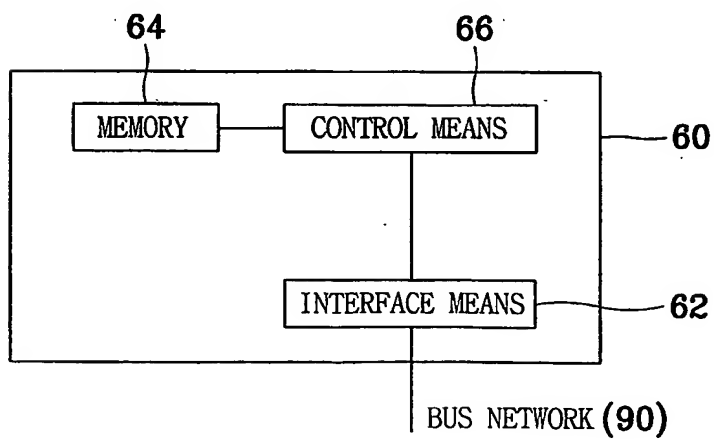 64 66
MEMORY CONTROL MEANS 60
INTERFACE MEANS 62
BUS NETWORK (90)